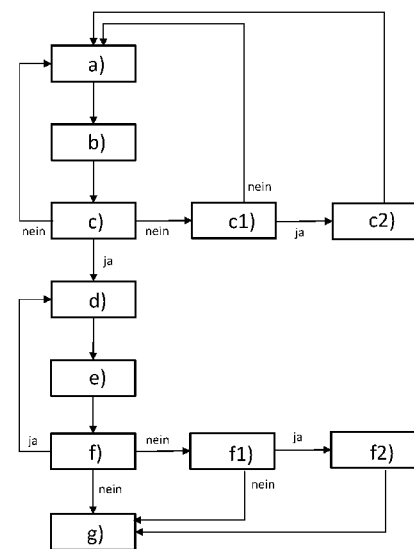 a)
b)
nein
c) c1) c2)
nein nein ja
ja
d)
e)
ja nein ja
f) f1) f2)
nein nein
g)